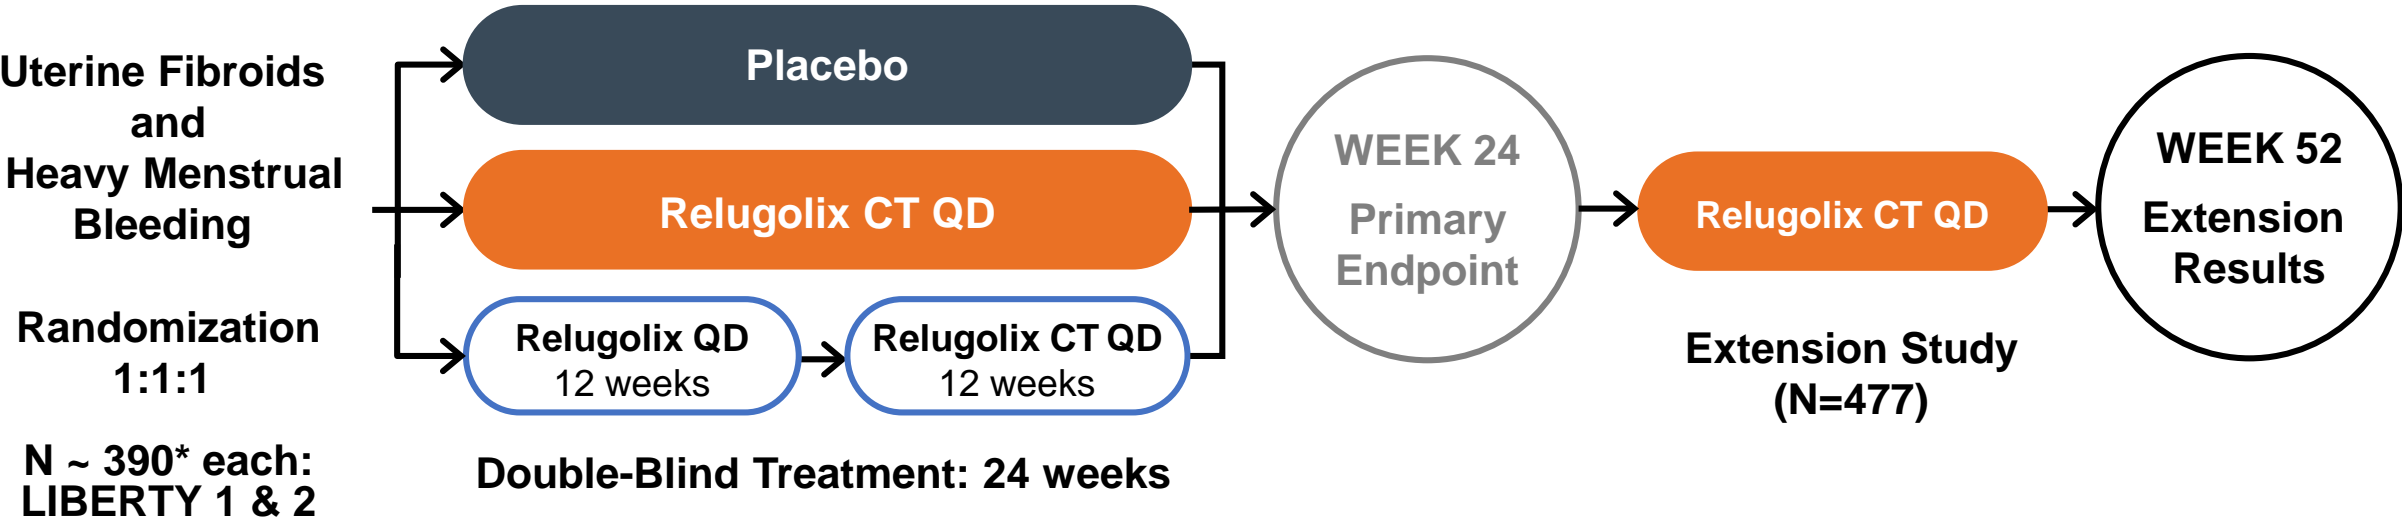 Uterine Fibroids
and
Heavy Menstrual
Bleeding
Randomization
1:1:1
N ~ 390* each:
LIBERTY 1 & 2
Placebo
Relugolix CT QD
Relugolix QD
12 weeks
Relugolix CT QD
12 weeks
Double-Blind Treatment: 24 weeks
WEEK 24
Primary
Endpoint
Relugolix CT QD
Extension Study
(N=477)
WEEK 52
Extension
Results